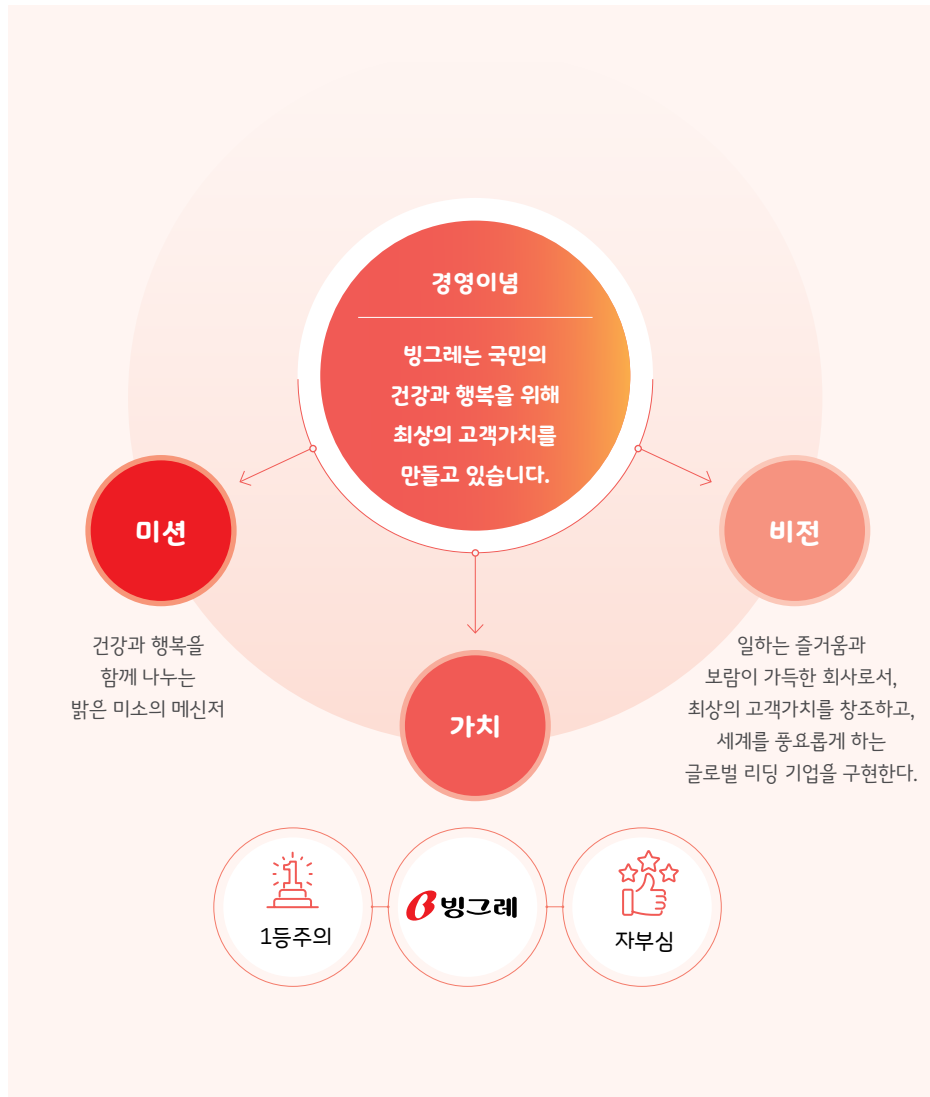 경영이념
빙그레는 국민의
건강과 행복을 위해
최상의 고객가치를
만들고 있습니다.
미션
건강과 행복을
함께 나누는
밝은 미소의 메신저
비전
일하는 즐거움과
보람이 가득한 회사로서,
최상의 고객가치를 창조하고,
세계를 풍요롭게 하는
글로벌 리딩 기업을 구현한다.
가치
1
1등주의
빙그레
자부심